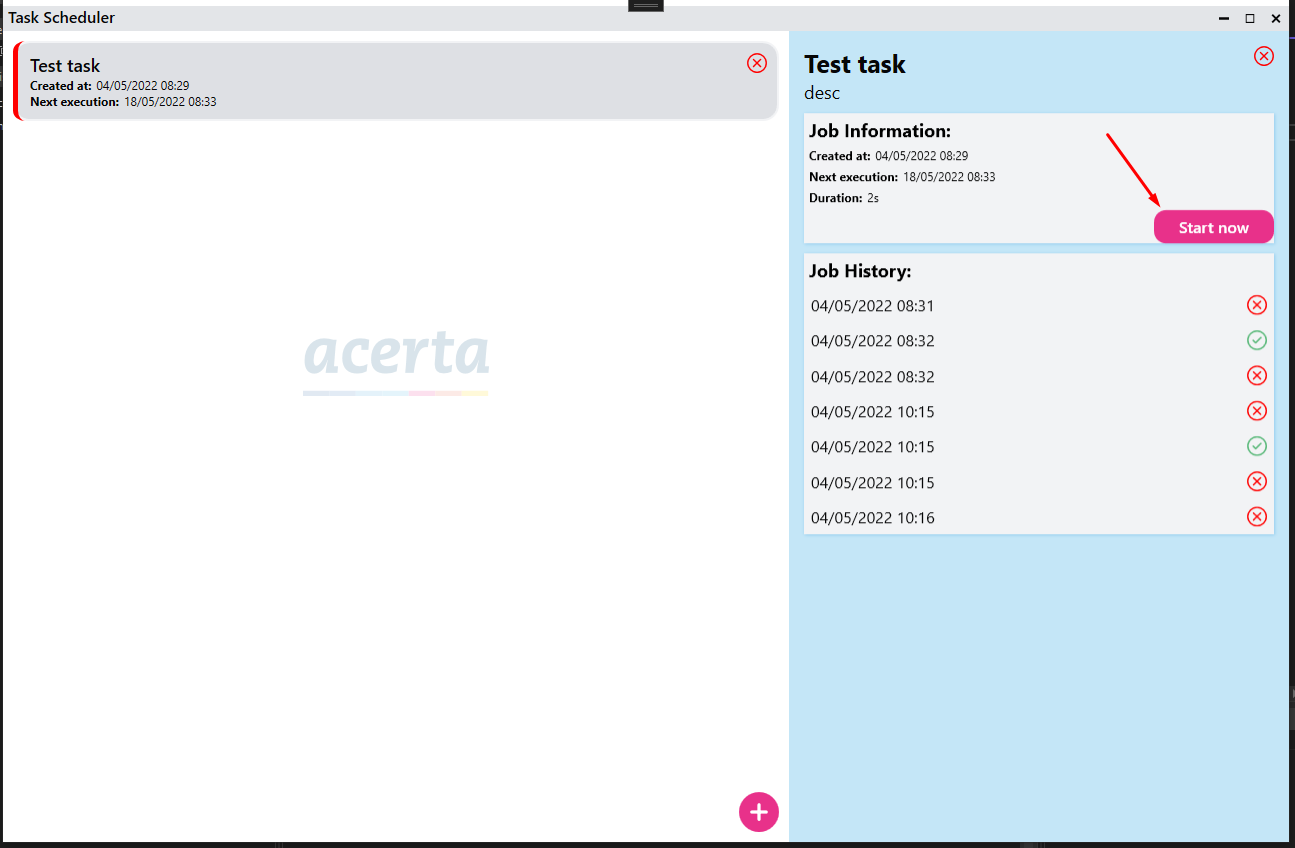 Task Scheduler
Test task
Created at: 04/05/2022 08:29
Next execution: 18/05/2022 08:33
acerta
Test task
desc
Job Information:
Created at: 04/05/2022 08:29
Next execution: 18/05/2022 08:33
Duration: 2s
Start now
Job History:
04/05/2022 08:31
04/05/2022 08:32
04/05/2022 08:32
04/05/2022 10:15
04/05/2022 10:15
04/05/2022 10:15
04/05/2022 10:16